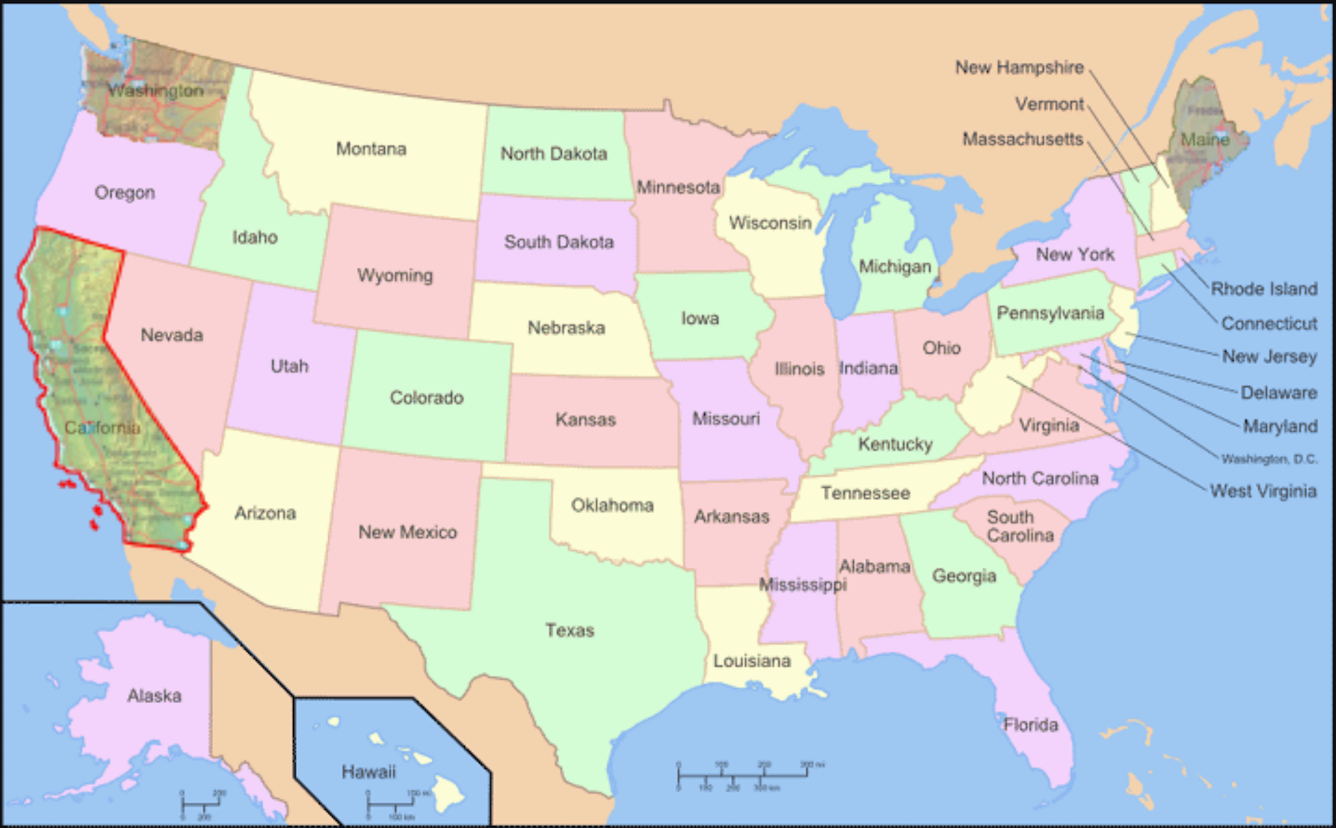 New Hampshire
Vermont
Massachusetts
Washington
Montana
North Dakota
Minnesota
Maine
Oregon
Idaho
South Dakota
Wisconsin
Wyoming
Michigan
New York
Rhode Island
Nevada
Nebraska
Iowa
Pennsylvania
Connecticut
Utah
Illinois
Indiana
Ohio
New Jersey
Colorado
Delaware
California
Kansas
Missouri
Kentucky
Virginia
Maryland
Washington, D.C.
Arizona
New Mexico
Oklahoma
Arkansas
Tennessee
North Carolina
West Virginia
South
Carolina
Mississippi
Alabama
Georgia
Texas
Louisiana
Alaska
Florida
Hawaii
0 100 200 300 mi
0 100 200 300 km
0 200
0 200
0 100 mi
0 100 km